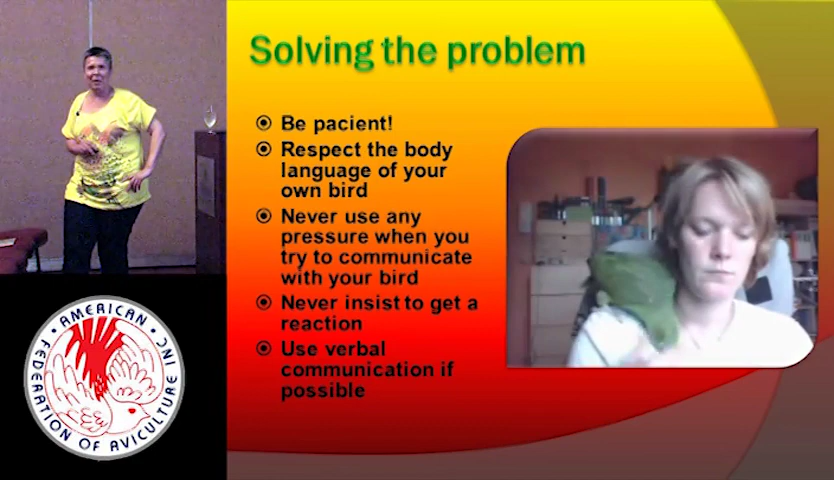 Solving the problem
Be pacient!
Respect the body
language of your
own bird
Never use any
pressure when you
try to communicate
with your bird
Never insist to get a
reaction
Use verbal
communication if
possible
AMERICAN
FEDERATION OF AVICULTURE INC